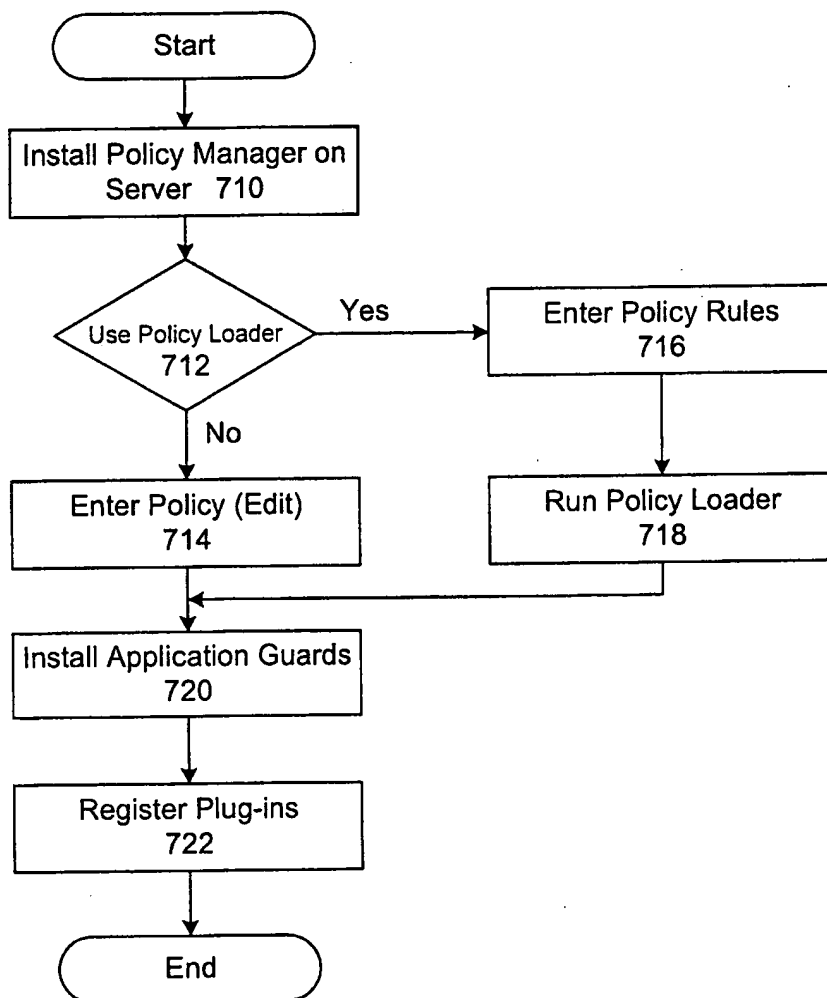 Start
Install Policy Manager on
Server 710
Use Policy Loader
712
Yes
Enter Policy Rules
716
No
Enter Policy (Edit)
714
Run Policy Loader
718
Install Application Guards
720
Register Plug-ins
722
End